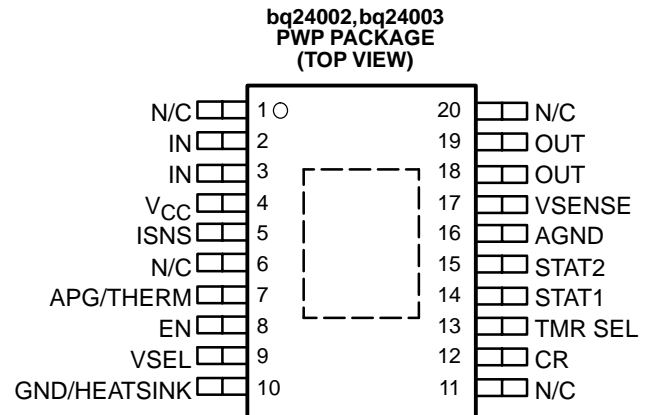 bq24002,bq24003
PWP PACKAGE
(TOP VIEW)
N/C 1 20 N/C
IN 2 19 OUT
IN 3 18 OUT
VCC 4 17 VSENSE
ISNS 5 16 AGND
N/C 6 15 STAT2
APG/THERM 7 14 STAT1
EN 8 13 TMR SEL
VSEL 9 12 CR
GND/HEATSINK 10 11 N/C